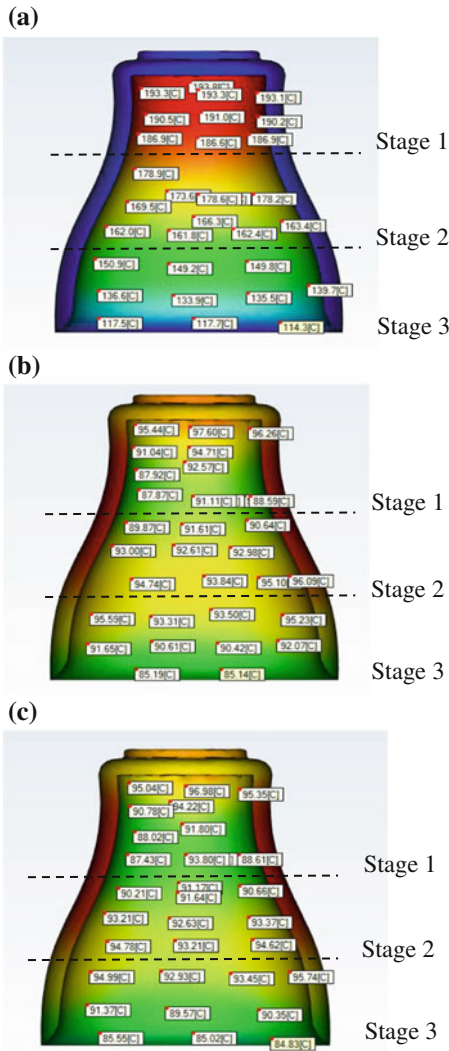 (a)
193.8[C]
193.3[C] 193.3[C] 193.1[C]
190.5[C] 191.0[C] 190.2[C]
186.9[C] 186.6[C] 186.9[C]
Stage 1
178.9[C]
173.6 178.6[C] 178.2[C]
169.5[C]
166.3[C] 163.4[C]
162.0[C] 161.8[C] 162.4[C]
Stage 2
150.9[C] 149.2[C] 149.8[C]
136.6[C] 133.9[C] 135.5[C] 139.7[C]
117.5[C] 117.7[C] 114.3[C]
Stage 3
(b)
95.44[C] 97.60[C] 96.26[C]
91.04[C] 94.71[C]
87.92[C] 92.57[C]
87.87[C] 91.11[C] 88.59[C]
Stage 1
89.87[C] 91.61[C] 90.64[C]
93.00[C] 92.61[C] 92.98[C]
94.74[C] 93.84[C] 95.10 96.09[C]
Stage 2
95.59[C] 93.31[C] 93.50[C] 95.23[C]
91.65[C] 90.61[C] 90.42[C] 92.07[C]
85.19[C] 85.14[C]
Stage 3
(c)
95.04[C] 96.98[C] 95.35[C]
90.78[C] 94.22[C]
88.02[C] 91.80[C]
87.43[C] 93.80[C] 88.61[C]
Stage 1
90.21[C] 91.17[C] 90.66[C]
91.64[C]
93.21[C] 92.63[C] 93.37[C]
94.78[C] 93.21[C] 94.62[C]
Stage 2
94.99[C] 92.93[C] 93.45[C] 95.74[C]
91.37[C] 89.57[C] 90.35[C]
85.55[C] 85.02[C] 84.83[C]
Stage 3